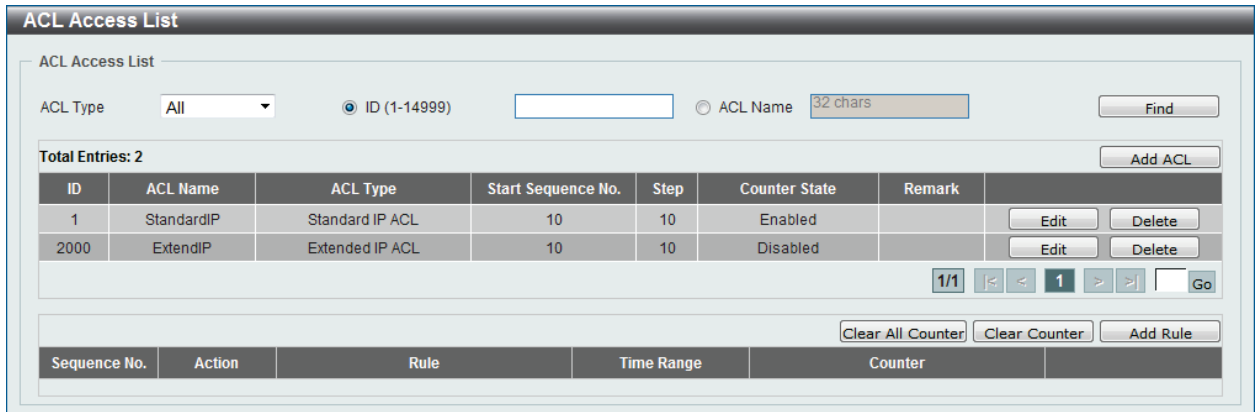 ACL Access List
ACL Access List
ACL Type All ID (1-14999) ACL Name 32 chars Find
Total Entries: 2 Add ACL
ID ACL Name ACL Type Start Sequence No. Step Counter State Remark
1 StandardIP Standard IP ACL 10 10 Enabled Edit Delete
2000 ExtendIP Extended IP ACL 10 10 Disabled Edit Delete
1/1 |< < 1 > >| Go
Clear All Counter Clear Counter Add Rule
Sequence No. Action Rule Time Range Counter